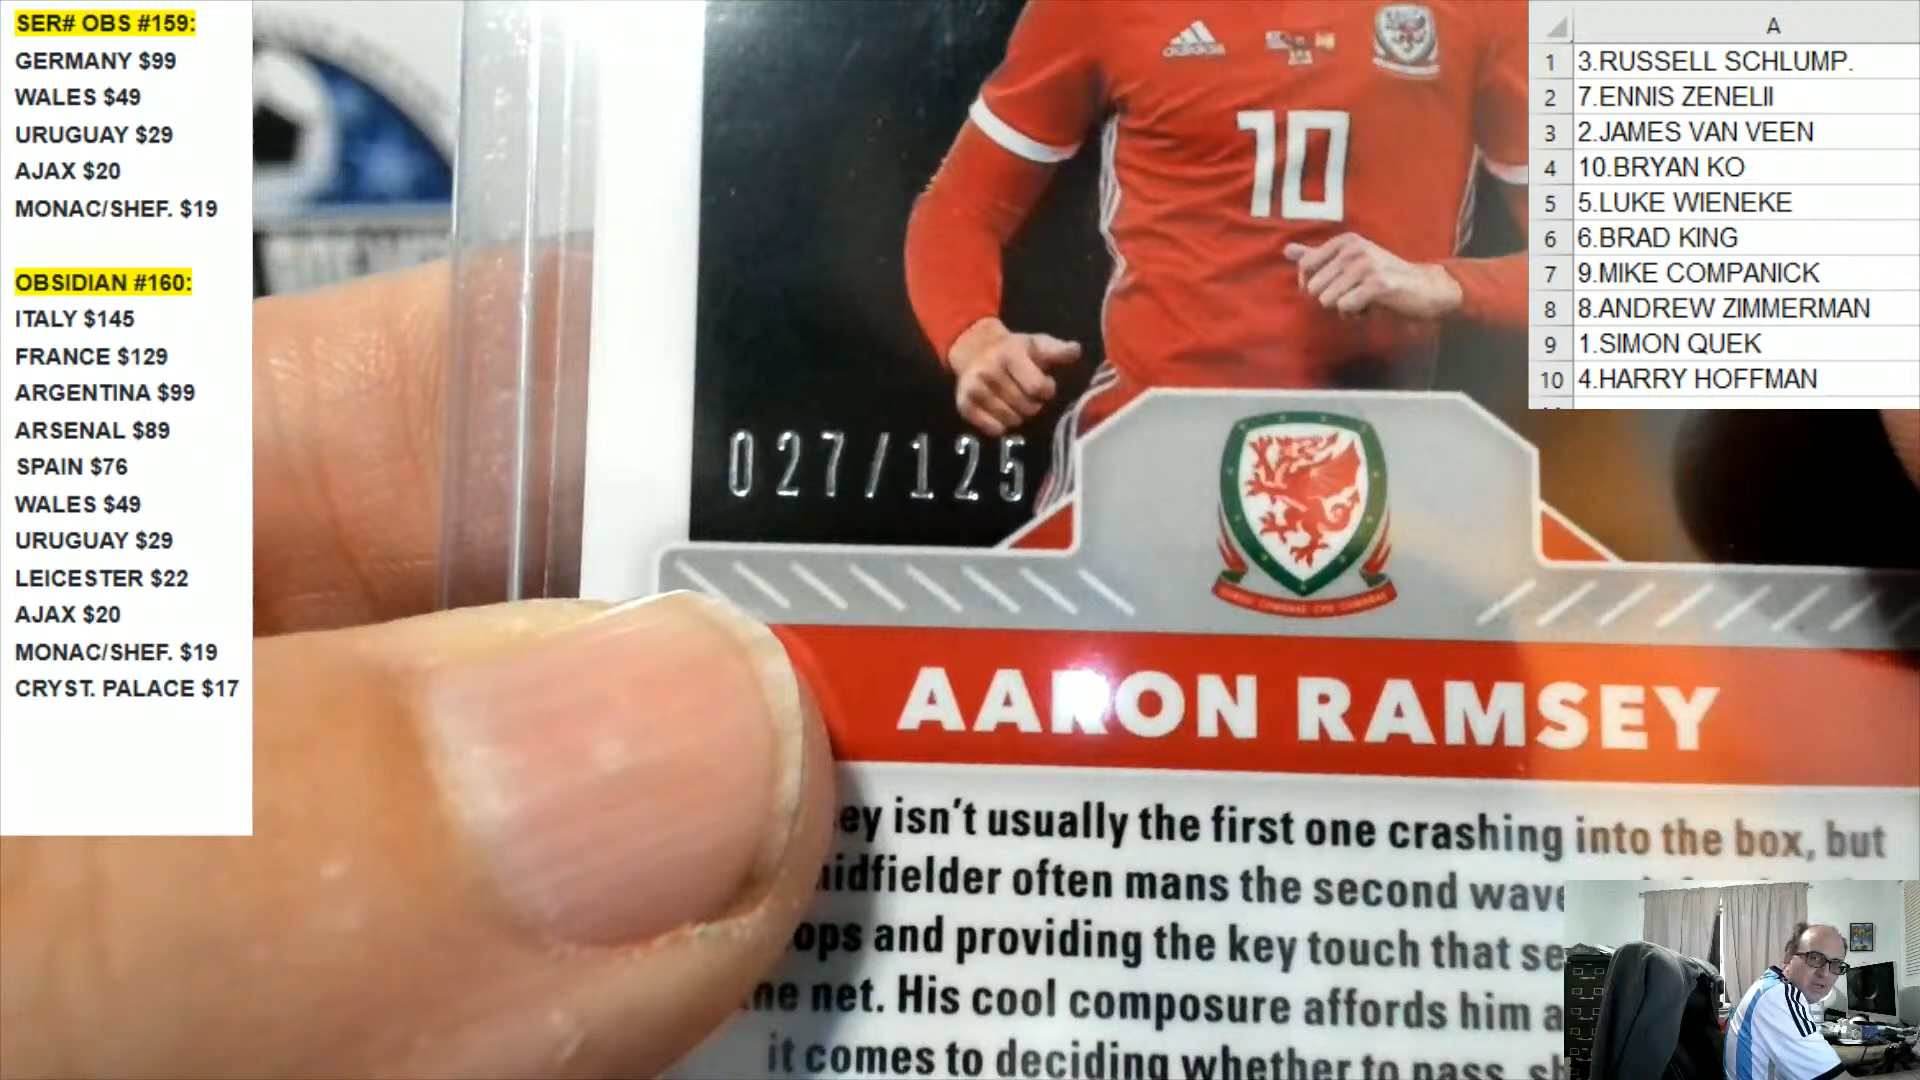 SER# OBS #159:
GERMANY $99
WALES $49
URUGUAY $29
AJAX $20
MONAC/SHEF. $19
OBSIDIAN #160:
ITALY $145
FRANCE $129
ARGENTINA $99
ARSENAL $89
SPAIN $76
WALES $49
URUGUAY $29
LEICESTER $22
AJAX $20
MONAC/SHEF. $19
CRYST. PALACE $17
adidas
10
027/125
AARON RAMSEY
isn't usually the first one crashing into the box, but
often mans the second wave
and providing the key touch that
net. His cool composure affords him
it comes to deciding whether to pass,
A
1 3.RUSSELL SCHLUMP.
2 7.ENNIS ZENELII
3 2.JAMES VAN VEEN
4 10.BRYAN KO
5 5.LUKE WIENEKE
6 6.BRAD KING
7 9.MIKE COMPANICK
8 8.ANDREW ZIMMERMAN
9 1.SIMON QUEK
10 4.HARRY HOFFMAN